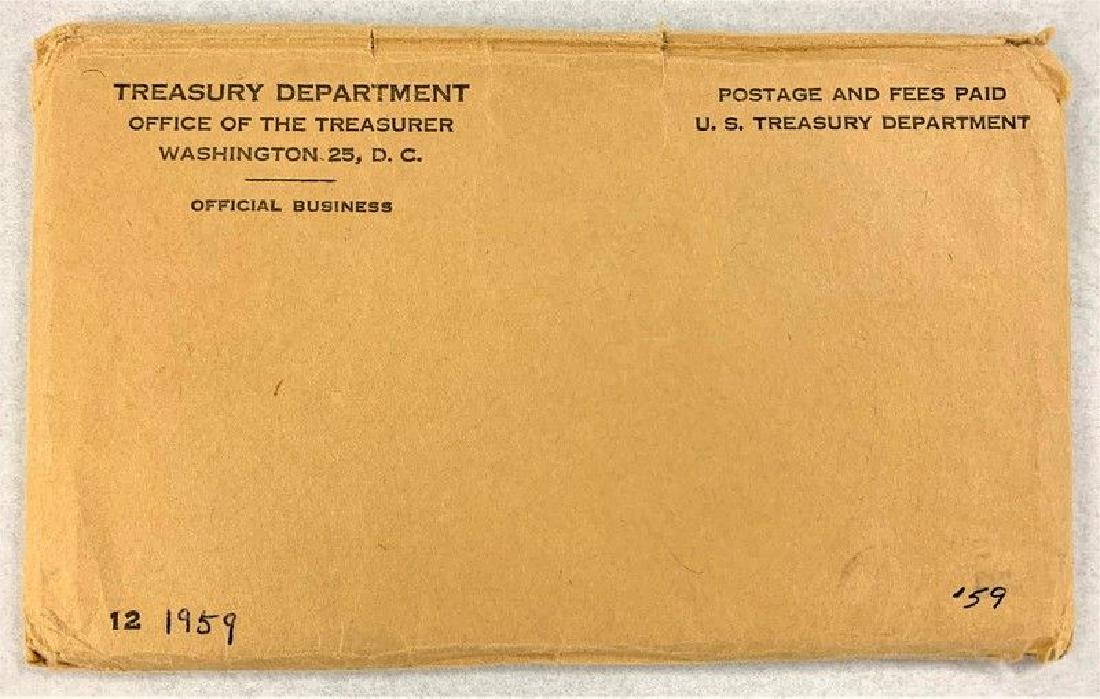 TREASURY DEPARTMENT
OFFICE OF THE TREASURER
WASHINGTON 25, D. C.
OFFICIAL BUSINESS
POSTAGE AND FEES PAID
U. S. TREASURY DEPARTMENT
12 1959
'59